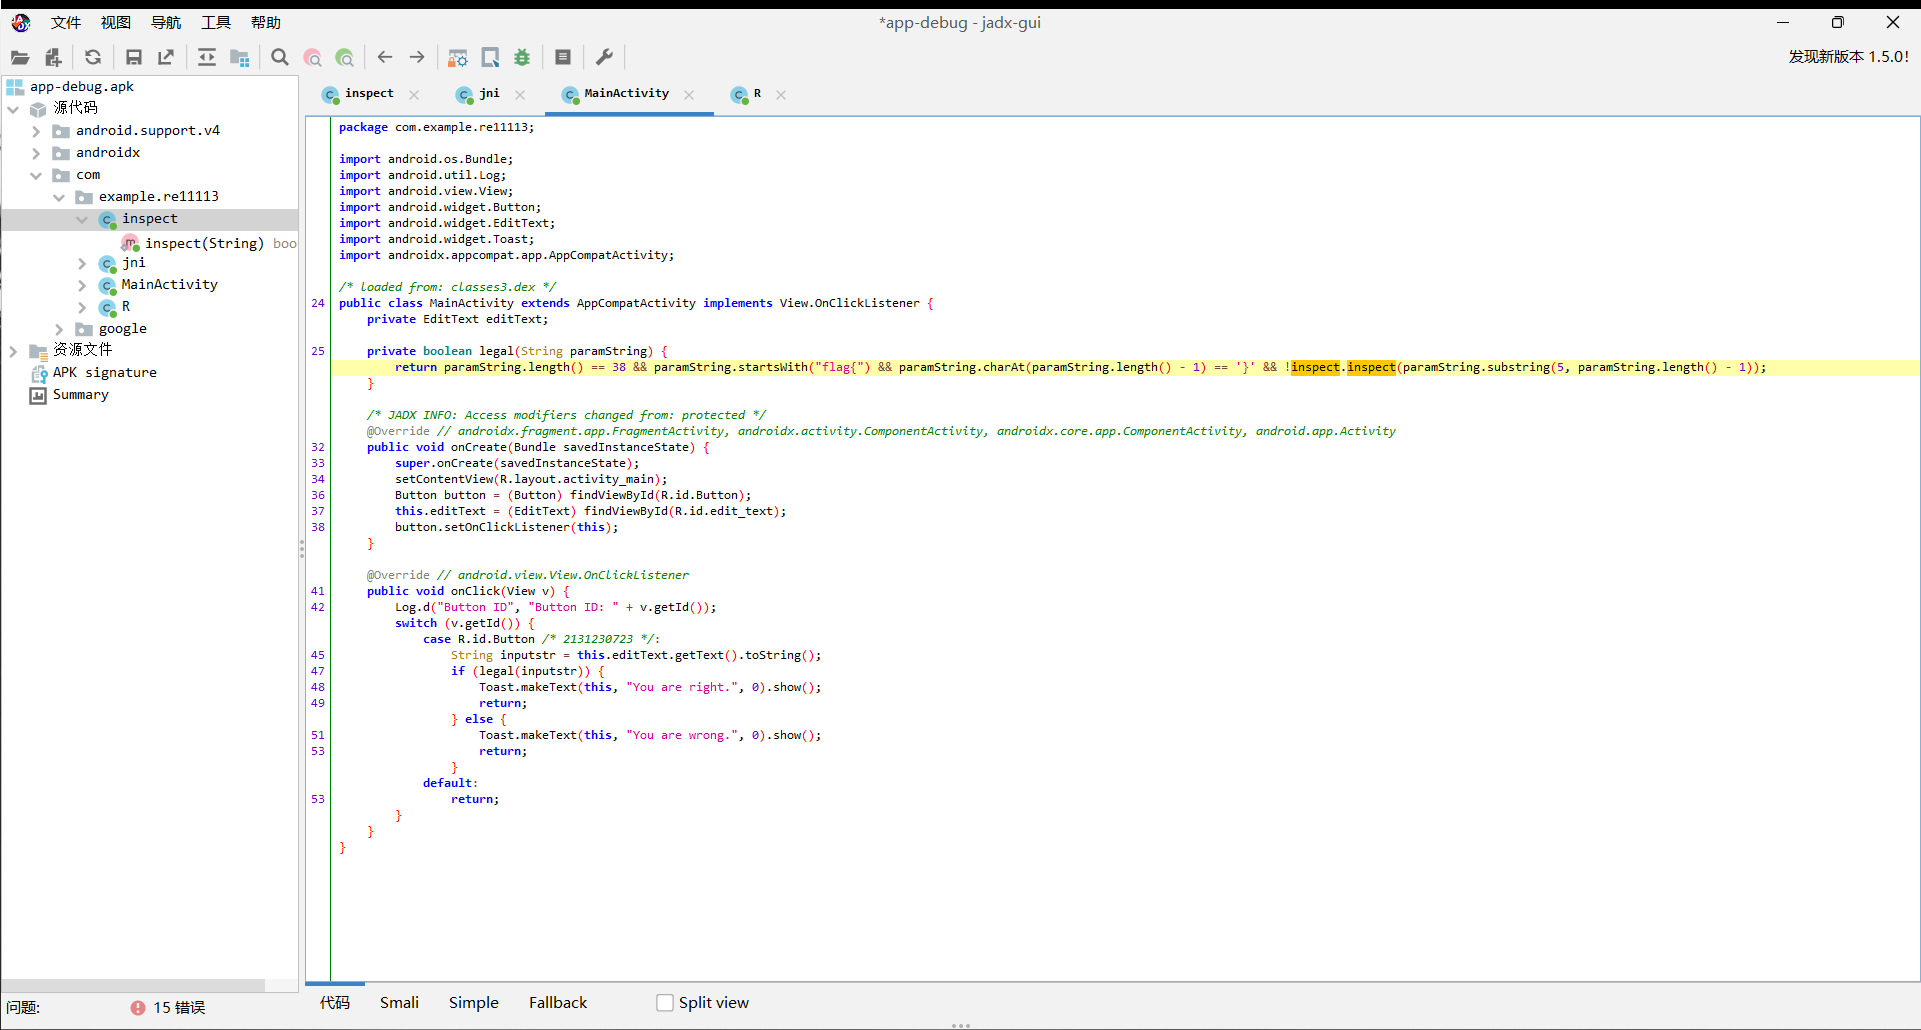 文件 视图 导航 工具 帮助
*app-debug - jadx-gui
发现新版本 1.5.0!
app-debug.apk
源代码
android.support.v4
androidx
com
example.re11113
inspect
inspect(String) boo
jni
MainActivity
R
google
资源文件
APK signature
Summary
问题: 15 错误
inspect jni MainActivity R
package com.example.re11113;
import android.os.Bundle;
import android.util.Log;
import android.view.View;
import android.widget.Button;
import android.widget.EditText;
import android.widget.Toast;
import androidx.appcompat.app.AppCompatActivity;
/* loaded from: classes3.dex */
24 public class MainActivity extends AppCompatActivity implements View.OnClickListener {
private EditText editText;
25 private boolean legal(String paramString) {
return paramString.length() == 38 && paramString.startsWith("flag{") && paramString.charAt(paramString.length() - 1) == '}' && !inspect.inspect(paramString.substring(5, paramString.length() - 1));
}
/* JADX INFO: Access modifiers changed from: protected */
@Override // androidx.fragment.app.FragmentActivity, androidx.activity.ComponentActivity, androidx.core.app.ComponentActivity, android.app.Activity
32 public void onCreate(Bundle savedInstanceState) {
33 super.onCreate(savedInstanceState);
34 setContentView(R.layout.activity_main);
36 Button button = (Button) findViewById(R.id.Button);
37 this.editText = (EditText) findViewById(R.id.edit_text);
38 button.setOnClickListener(this);
}
@Override // android.view.View.OnClickListener
41 public void onClick(View v) {
42 Log.d("Button ID", "Button ID: " + v.getId());
switch (v.getId()) {
case R.id.Button /* 2131230723 */:
45 String inputstr = this.editText.getText().toString();
47 if (legal(inputstr)) {
48 Toast.makeText(this, "You are right.", 0).show();
49 return;
} else {
51 Toast.makeText(this, "You are wrong.", 0).show();
53 return;
}
default:
53 return;
}
}
}
代码 Smali Simple Fallback Split view